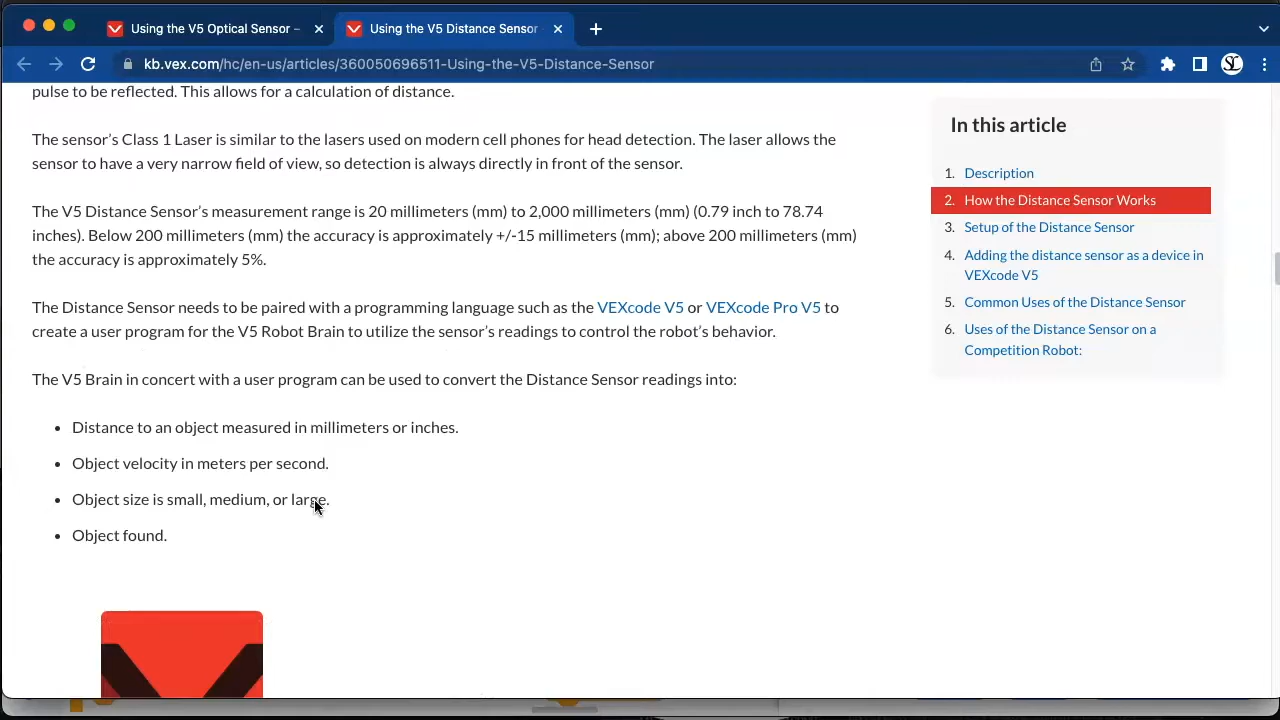 Using the V5 Optical Sensor –
Using the V5 Distance Sensor
kb.vex.com/hc/en-us/articles/360050696511-Using-the-V5-Distance-Sensor
pulse to be reflected. This allows for a calculation of distance.
The sensor's Class 1 Laser is similar to the lasers used on modern cell phones for head detection. The laser allows the
sensor to have a very narrow field of view, so detection is always directly in front of the sensor.
The V5 Distance Sensor's measurement range is 20 millimeters (mm) to 2,000 millimeters (mm) (0.79 inch to 78.74
inches). Below 200 millimeters (mm) the accuracy is approximately +/-15 millimeters (mm); above 200 millimeters (mm)
the accuracy is approximately 5%.
The Distance Sensor needs to be paired with a programming language such as the VEXcode V5 or VEXcode Pro V5 to
create a user program for the V5 Robot Brain to utilize the sensor's readings to control the robot's behavior.
The V5 Brain in concert with a user program can be used to convert the Distance Sensor readings into:
• Distance to an object measured in millimeters or inches.
• Object velocity in meters per second.
• Object size is small, medium, or large.
• Object found.
In this article
1. Description
2. How the Distance Sensor Works
3. Setup of the Distance Sensor
4. Adding the distance sensor as a device in
VEXcode V5
5. Common Uses of the Distance Sensor
6. Uses of the Distance Sensor on a
Competition Robot: